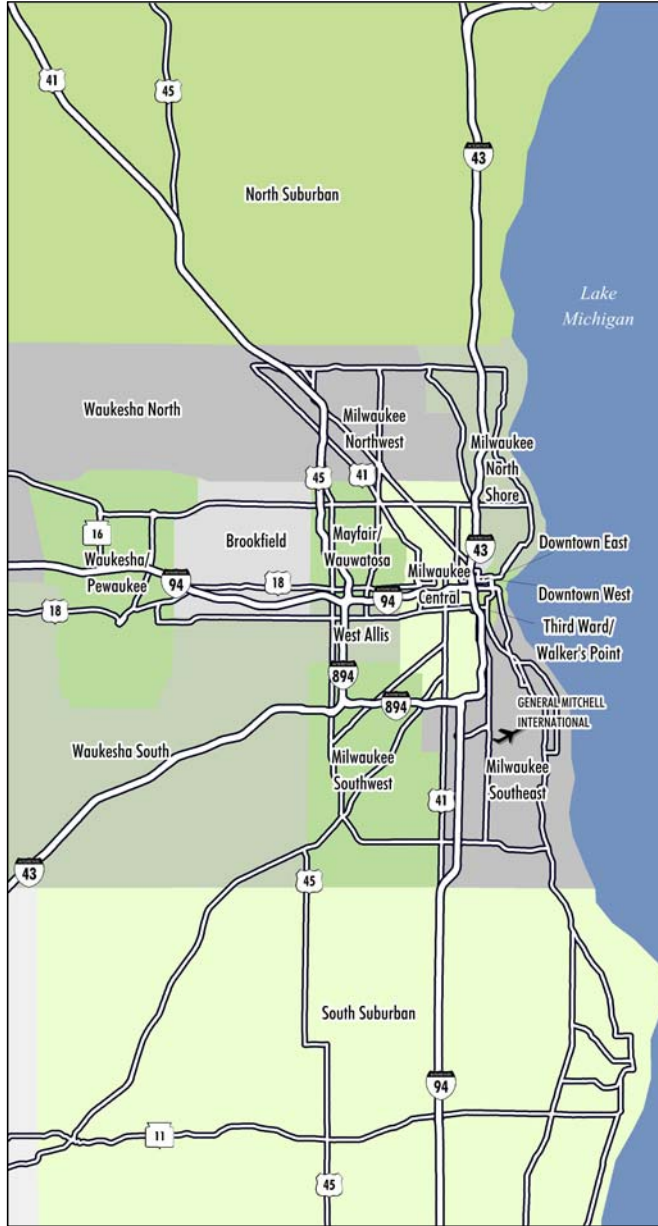 41
45
43
North Suburban
Lake
Michigan
Waukesha North
Milwaukee
Northwest
Milwaukee
North
Shore
45
41
16
Brookfield
Mayfair/
Wauwatosa
43
Downtown East
Waukesha/
Pewaukee
94
18
94
Milwaukee
Central
Downtown West
18
Third Ward/
Walker's Point
West Allis
894
894
GENERAL MITCHELL
INTERNATIONAL
Waukesha South
Milwaukee
Southwest
Milwaukee
Southeast
41
43
45
South Suburban
94
11
45